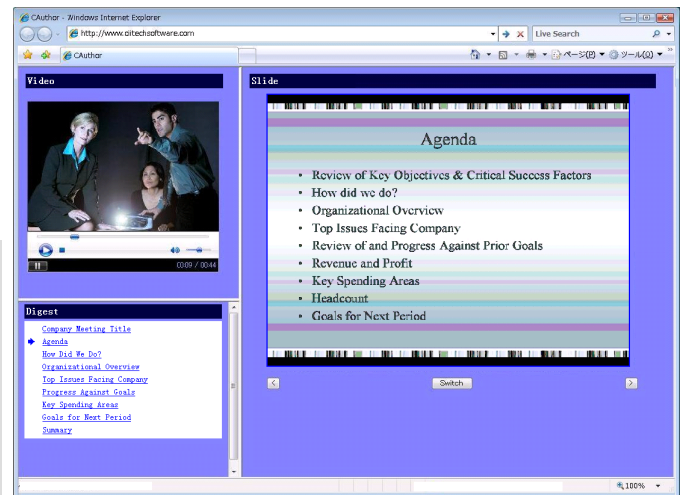 CAuthor - Windows Internet Explorer
http://www.aitechsoftware.com
Live Search
CAuthor
ページ(P)
ツール(O)
Video
00:09 / 00:44
Digest
Company Meeting Title
Agenda
How Did We Do?
Organizational Overview
Top Issues Facing Company
Progress Against Goals
Key Spending Areas
Goals for Next Period
Summary
Slide
Agenda
• Review of Key Objectives & Critical Success Factors
• How did we do?
• Organizational Overview
• Top Issues Facing Company
• Review of and Progress Against Prior Goals
• Revenue and Profit
• Key Spending Areas
• Headcount
• Goals for Next Period
Switch
100%